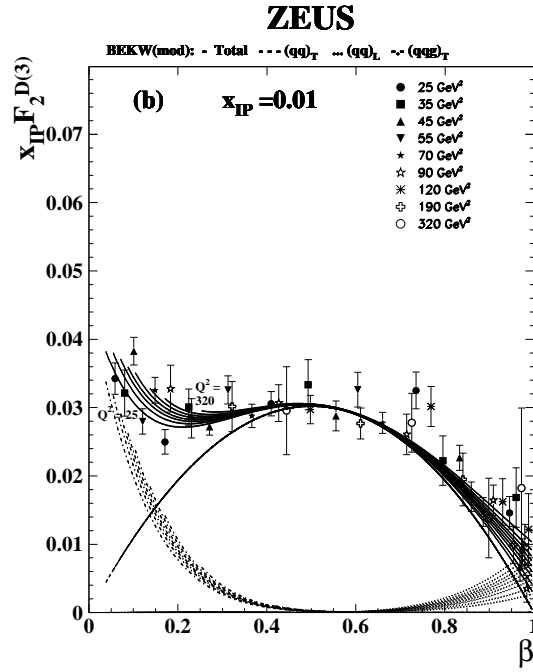 ZEUS
BEKW(mod): - Total --- (qq)T ... (qq)L -·- (qqg)T
(b) xIP =0.01
25 GeV²
35 GeV²
45 GeV²
55 GeV²
70 GeV²
90 GeV²
120 GeV²
190 GeV²
320 GeV²
xIPF2D(3)
0.07
0.06
0.05
0.04
0.03
0.02
0.01
0
Q² =
320
Q² = 25
0 0.2 0.4 0.6 0.8 1
β